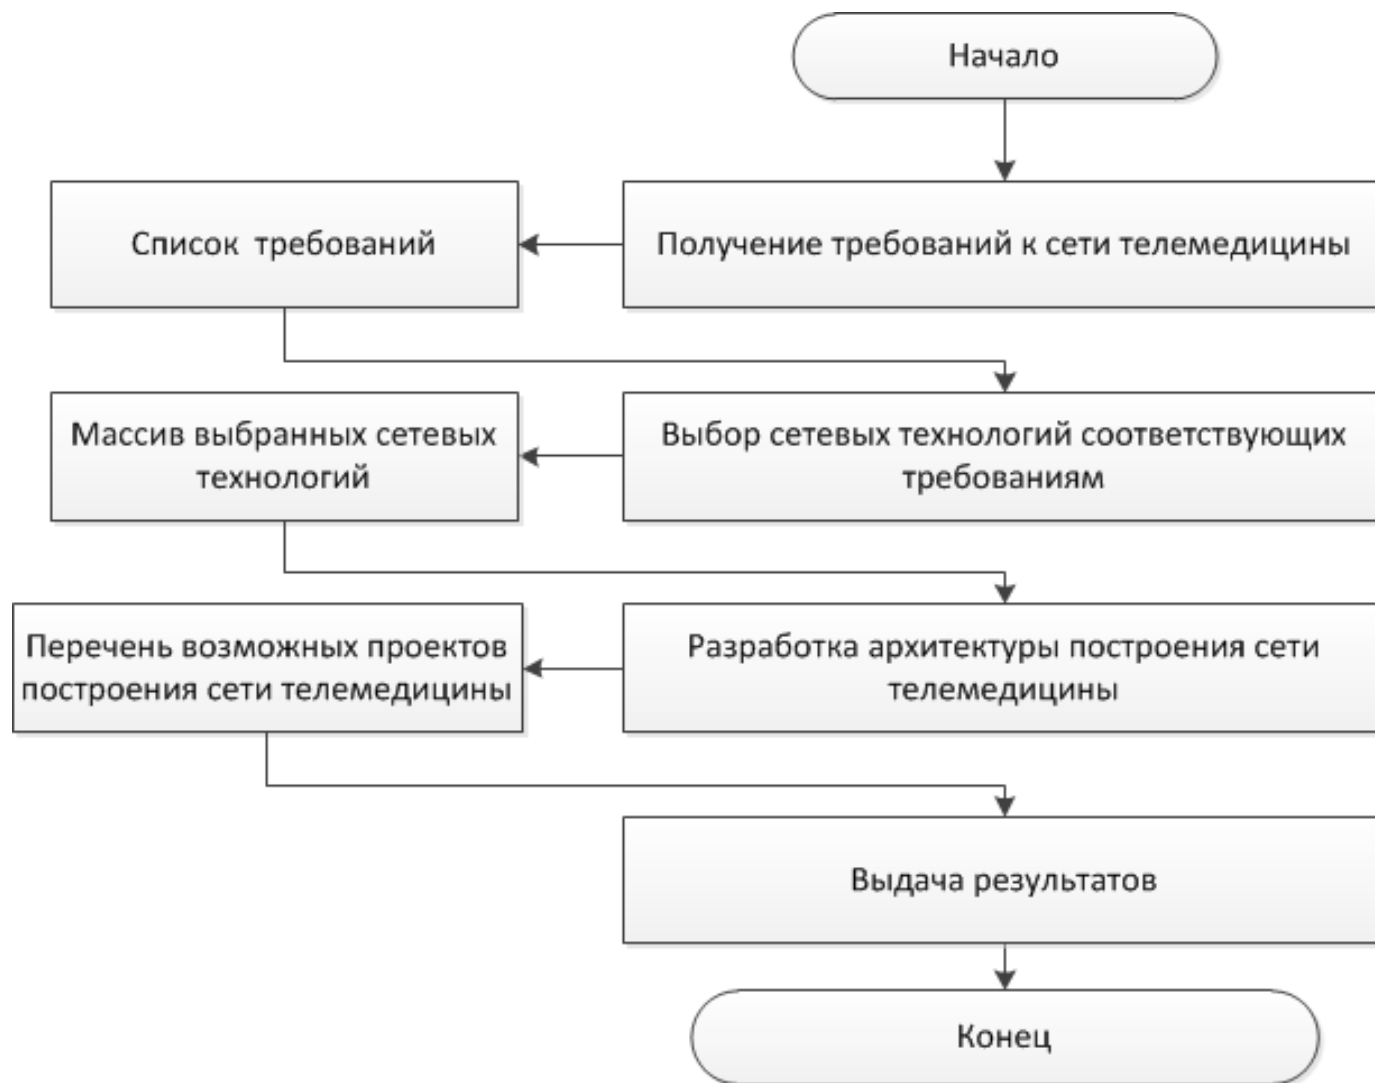 Начало
Получение требований к сети телемедицины
Список требований
Выбор сетевых технологий соответствующих
требованиям
Массив выбранных сетевых
технологий
Разработка архитектуры построения сети
телемедицины
Перечень возможных проектов
построения сети телемедицины
Выдача результатов
Конец